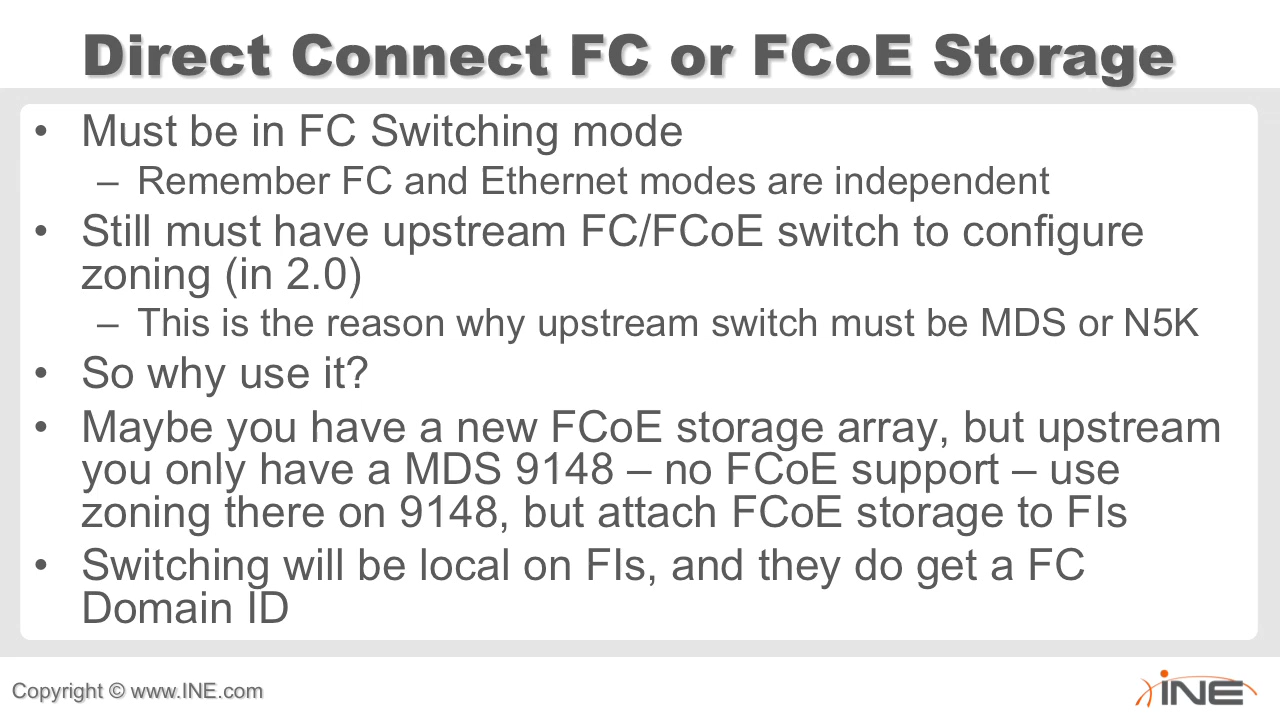 Direct Connect FC or FCoE Storage
• Must be in FC Switching mode
– Remember FC and Ethernet modes are independent
• Still must have upstream FC/FCoE switch to configure
zoning (in 2.0)
– This is the reason why upstream switch must be MDS or N5K
• So why use it?
• Maybe you have a new FCoE storage array, but upstream
you only have a MDS 9148 – no FCoE support – use
zoning there on 9148, but attach FCoE storage to FIs
• Switching will be local on FIs, and they do get a FC
Domain ID
Copyright © www.INE.com
INE